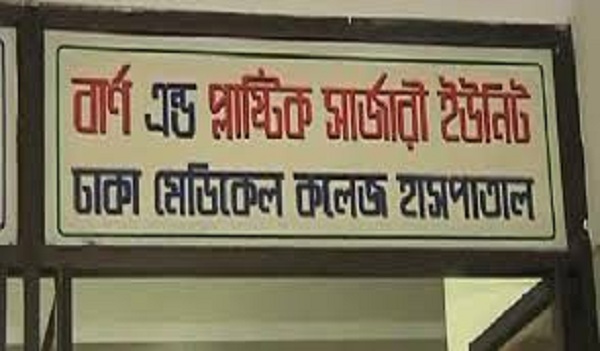 বার্ণ এন্ড প্লাষ্টিক সার্জারী ইউনিট
ঢাকা মেডিকেল কলেজ হাসপাতাল